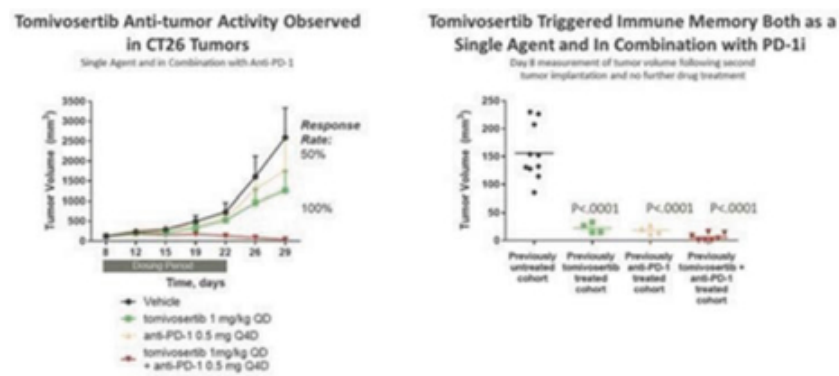 Tomivosertib Anti-tumor Activity Observed
in CT26 Tumors
Single Agent and in Combination with Anti-PD-1
Tumor Volume (mm³)
3500
3000
2500
2000
1500
1000
500
0
8 12 15 19 22 26 29
Dosing Period
Time, days
Response
Rate:
50%
100%
Vehicle
tomivosertib 1 mg/kg QD
anti-PD-1 0.5 mg Q4D
tomivosertib 1mg/kg QD
+ anti-PD-1 0.5 mg Q4D
Tomivosertib Triggered Immune Memory Both as a
Single Agent and In Combination with PD-1i
Day 8 measurement of tumor volume following second
tumor implantation and no further drug treatment
Tumor Volume (mm³)
250
200
150
100
50
0
P<.0001 P<.0001 P<.0001
Previously
untreated
cohort
Previously
tomivosertib
treated
cohort
Previously
anti-PD-1
treated
cohort
Previously
tomivosertib +
anti-PD-1
treated
cohort